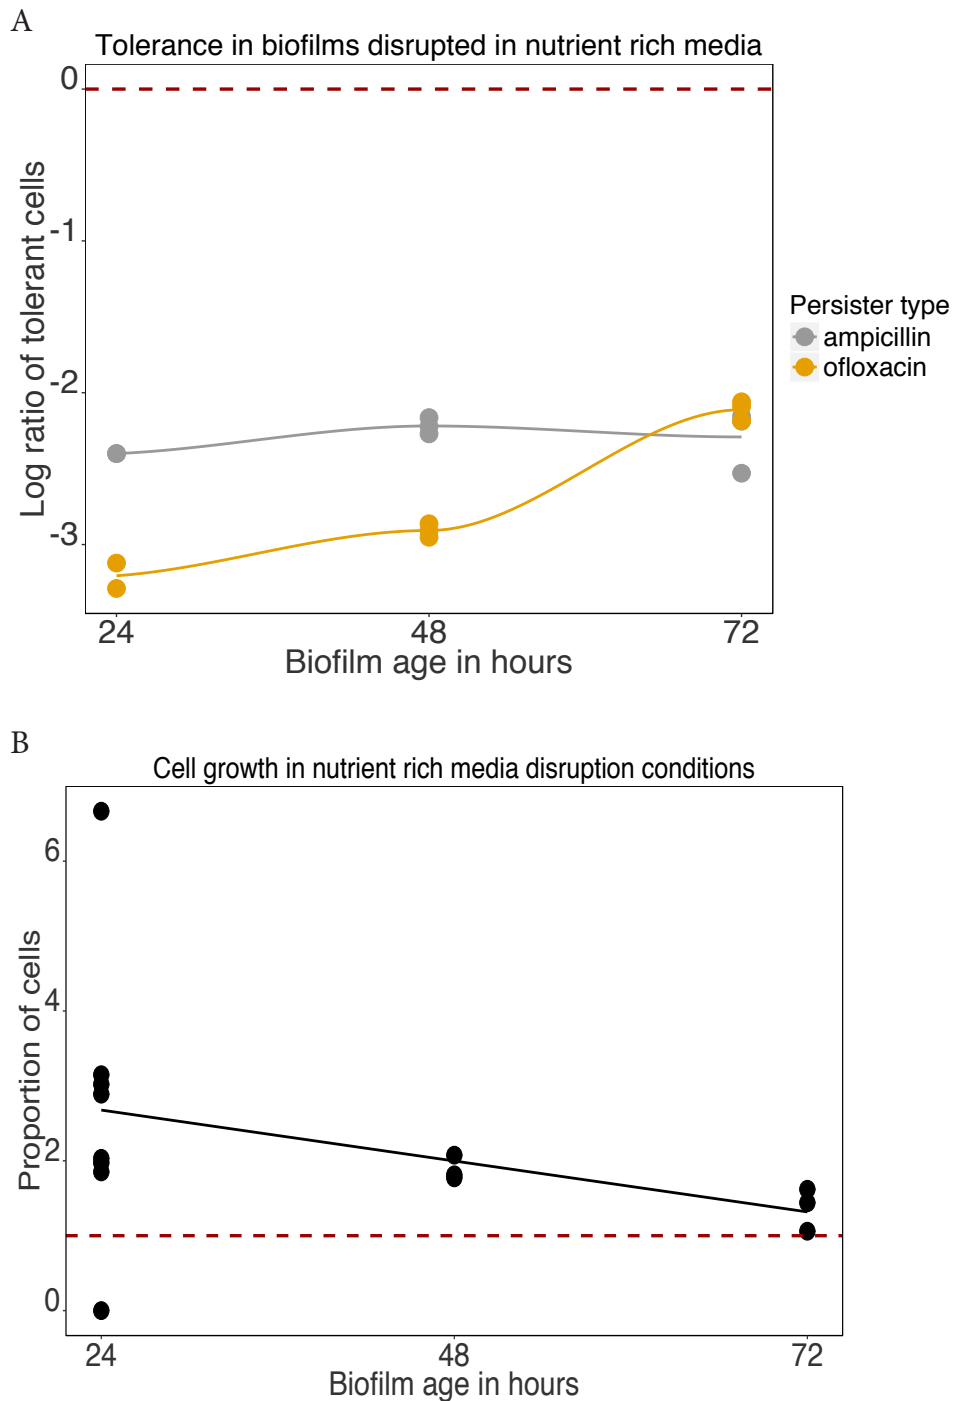 A
Tolerance in biofilms disrupted in nutrient rich media
0
-1
-2
-3
Log ratio of tolerant cells
24 48 72
Biofilm age in hours
Persister type
ampicillin
ofloxacin
B
Cell growth in nutrient rich media disruption conditions
6
4
2
0
Proportion of cells
24 48 72
Biofilm age in hours